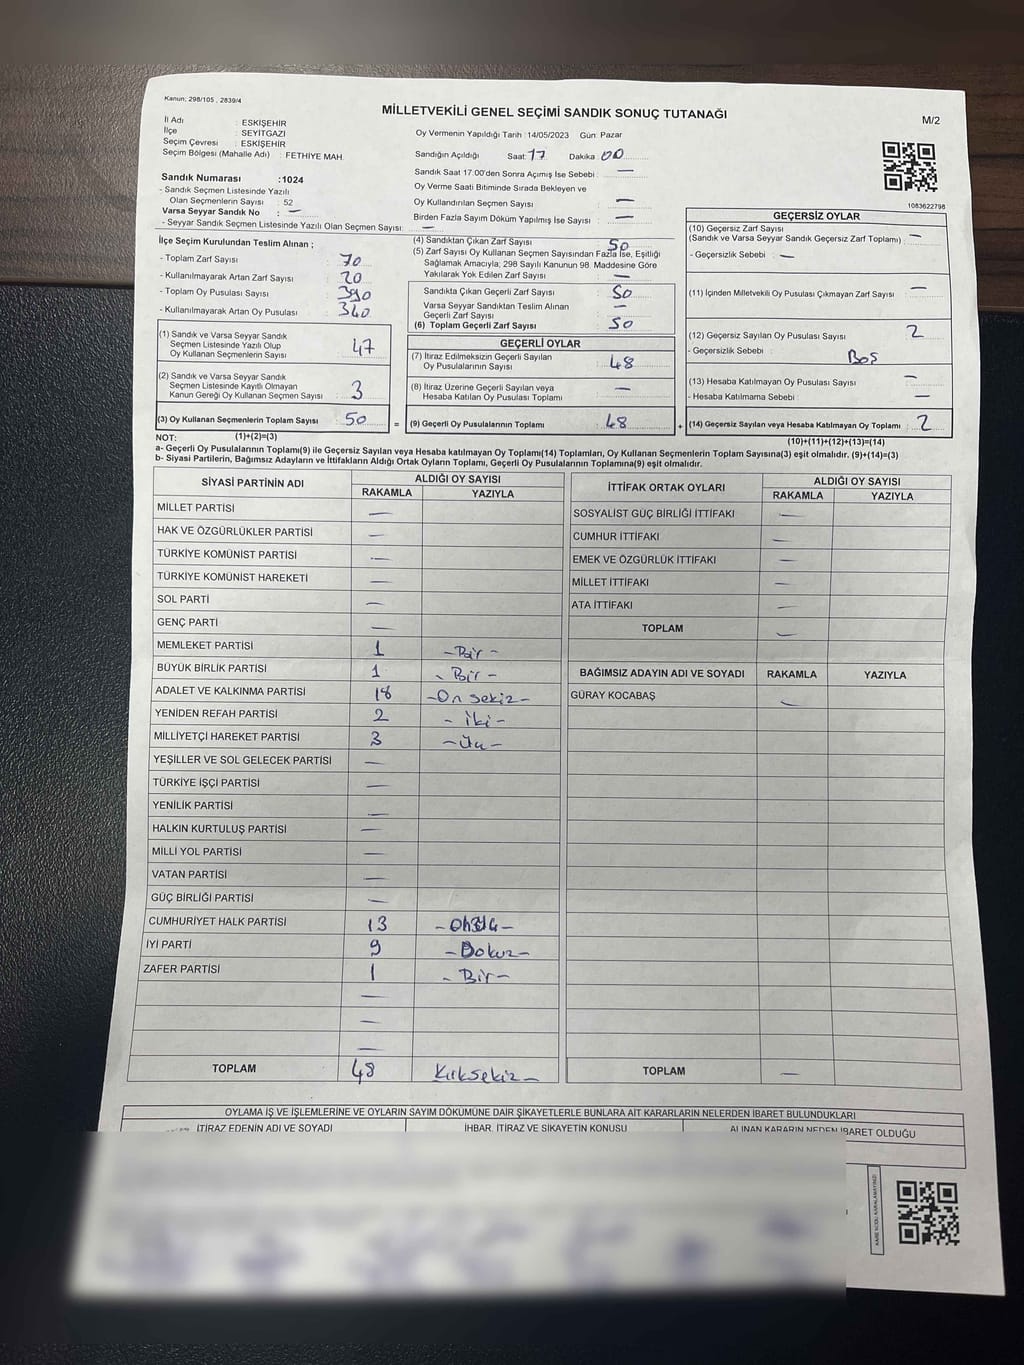 Kanun; 298/105 , 2839/4
MİLLETVEKİLİ GENEL SEÇİMİ SANDIK SONUÇ TUTANAĞI
M/2
İl Adı : ESKİŞEHİR
İlçe : SEYİTGAZİ
Seçim Çevresi : ESKİŞEHİR
Seçim Bölgesi (Mahalle Adı) : FETHİYE MAH.
Sandık Numarası :1024
- Sandık Seçmen Listesinde Yazılı
Olan Seçmenlerin Sayısı : 52
Varsa Seyyar Sandık No : —
- Seyyar Sandık Seçmen Listesinde Yazılı Olan Seçmen Sayısı: —
Oy Vermenin Yapıldığı Tarih :14/05/2023 Gün: Pazar
Sandığın Açıldığı Saat: 17 Dakika: 00
Sandık Saat 17:00'den Sonra Açılmış İse Sebebi : —
Oy Verme Saati Bitiminde Sırada Bekleyen ve
Oy Kullandırılan Seçmen Sayısı : —
Birden Fazla Sayım Döküm Yapılmış İse Sayısı : —
1083622798
İlçe Seçim Kurulundan Teslim Alınan ;
- Toplam Zarf Sayısı : 70
- Kullanılmayarak Artan Zarf Sayısı : 20
- Toplam Oy Pusulası Sayısı : 390
- Kullanılmayarak Artan Oy Pusulası : 340
(1) Sandık ve Varsa Seyyar Sandık
Seçmen Listesinde Yazılı Olup
Oy Kullanan Seçmenlerin Sayısı : 47
(2) Sandık ve Varsa Seyyar Sandık
Seçmen Listesinde Kayıtlı Olmayan
Kanun Gereği Oy Kullanan Seçmen Sayısı : 3
(3) Oy Kullanan Seçmenlerin Toplam Sayısı : 50 =
(1)+(2)=(3)
(4) Sandıktan Çıkan Zarf Sayısı : 50
(5) Zarf Sayısı Oy Kullanan Seçmen Sayısından Fazla İse, Eşitliği
Sağlamak Amacıyla; 298 Sayılı Kanunun 98. Maddesine Göre
Yakılarak Yok Edilen Zarf Sayısı : —
Sandıkta Çıkan Geçerli Zarf Sayısı : 50
Varsa Seyyar Sandıktan Teslim Alınan
Geçerli Zarf Sayısı : —
(6) Toplam Geçerli Zarf Sayısı : 50
GEÇERLİ OYLAR
(7) İtiraz Edilmeksizin Geçerli Sayılan
Oy Pusulalarının Sayısı : 48
(8) İtiraz Üzerine Geçerli Sayılan veya
Hesaba Katılan Oy Pusulası Toplamı : —
(9) Geçerli Oy Pusulalarının Toplamı : 48 +
GEÇERSİZ OYLAR
(10) Geçersiz Zarf Sayısı
(Sandık ve Varsa Seyyar Sandık Geçersiz Zarf Toplamı) : —
- Geçersizlik Sebebi : —
(11) İçinden Milletvekili Oy Pusulası Çıkmayan Zarf Sayısı : —
(12) Geçersiz Sayılan Oy Pusulası Sayısı : 2
- Geçersizlik Sebebi : Boş
(13) Hesaba Katılmayan Oy Pusulası Sayısı : —
- Hesaba Katılmama Sebebi : —
(14) Geçersiz Sayılan veya Hesaba Katılmayan Oy Toplamı : 2
(10)+(11)+(12)+(13)=(14)
NOT:
a- Geçerli Oy Pusulalarının Toplamı(9) ile Geçersiz Sayılan veya Hesaba katılmayan Oy Toplamı(14) Toplamları, Oy Kullanan Seçmenlerin Toplam Sayısına(3) eşit olmalıdır. (9)+(14)=(3)
b- Siyasi Partilerin, Bağımsız Adayların ve İttifakların Aldığı Ortak Oyların Toplamı, Geçerli Oy Pusulalarının Toplamına(9) eşit olmalıdır.
SİYASİ PARTİNİN ADI
ALDIĞI OY SAYISI
RAKAMLA YAZIYLA
MİLLET PARTİSİ —
HAK VE ÖZGÜRLÜKLER PARTİSİ —
TÜRKİYE KOMÜNİST PARTİSİ —
TÜRKİYE KOMÜNİST HAREKETİ —
SOL PARTİ —
GENÇ PARTİ —
MEMLEKET PARTİSİ 1 -Bir-
BÜYÜK BİRLİK PARTİSİ 1 - Bir -
ADALET VE KALKINMA PARTİSİ 18 -On sekiz-
YENİDEN REFAH PARTİSİ 2 - İki -
MİLLİYETÇİ HAREKET PARTİSİ 3 - Üç -
YEŞİLLER VE SOL GELECEK PARTİSİ —
TÜRKİYE İŞÇİ PARTİSİ —
YENİLİK PARTİSİ —
HALKIN KURTULUŞ PARTİSİ —
MİLLİ YOL PARTİSİ —
VATAN PARTİSİ —
GÜÇ BİRLİĞİ PARTİSİ —
CUMHURİYET HALK PARTİSİ 13
İYİ PARTİ 9 -Dokuz-
ZAFER PARTİSİ 1 - Bir -
—
—
—
TOPLAM 48 Kırksekiz-
İTTİFAK ORTAK OYLARI
ALDIĞI OY SAYISI
RAKAMLA YAZIYLA
SOSYALİST GÜÇ BİRLİĞİ İTTİFAKI —
CUMHUR İTTİFAKI —
EMEK VE ÖZGÜRLÜK İTTİFAKI —
MİLLET İTTİFAKI —
ATA İTTİFAKI —
TOPLAM —
BAĞIMSIZ ADAYIN ADI VE SOYADI RAKAMLA YAZIYLA
GÜRAY KOCABAŞ —
TOPLAM —
OYLAMA İŞ VE İŞLEMLERİNE VE OYLARIN SAYIM DÖKÜMÜNE DAİR ŞİKAYETLERLE BUNLARA AİT KARARLARIN NELERDEN İBARET BULUNDUKLARI
İTİRAZ EDENİN ADI VE SOYADI İHBAR, İTİRAZ VE ŞİKAYETİN KONUSU ALINAN KARARIN NEDEN İBARET OLDUĞU
KARE KODU KARALAMAYINIZ!